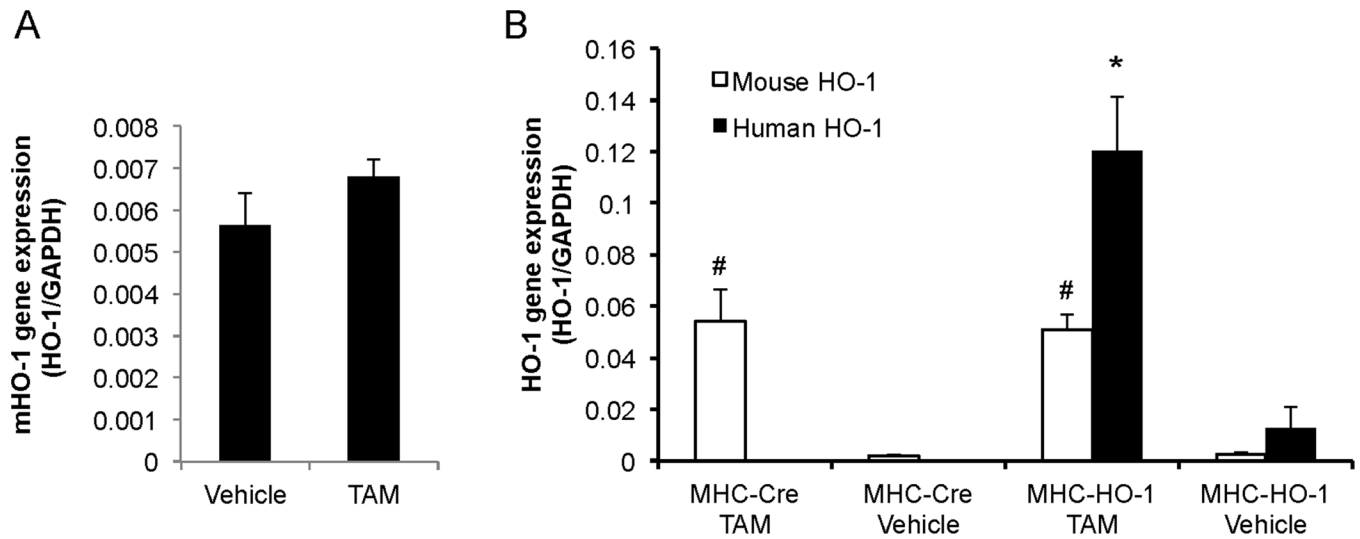 A
mHO-1 gene expression
(HO-1/GAPDH)
0.008
0.007
0.006
0.005
0.004
0.003
0.002
0.001
0
Vehicle
TAM
B
HO-1 gene expression
(HO-1/GAPDH)
0.16
0.14
0.12
0.1
0.08
0.06
0.04
0.02
0
Mouse HO-1
Human HO-1
#
#
*
MHC-Cre
TAM
MHC-Cre
Vehicle
MHC-HO-1
TAM
MHC-HO-1
Vehicle